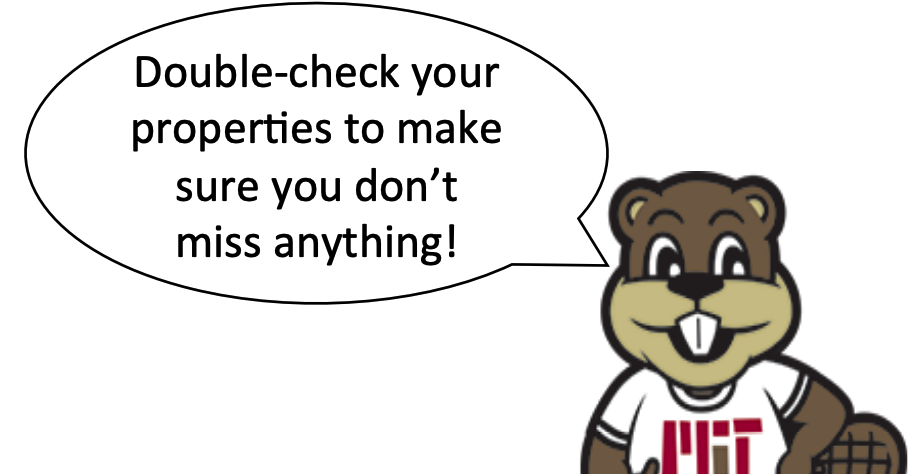 Double-check your
properties to make
sure you don’t
miss anything!
MIT